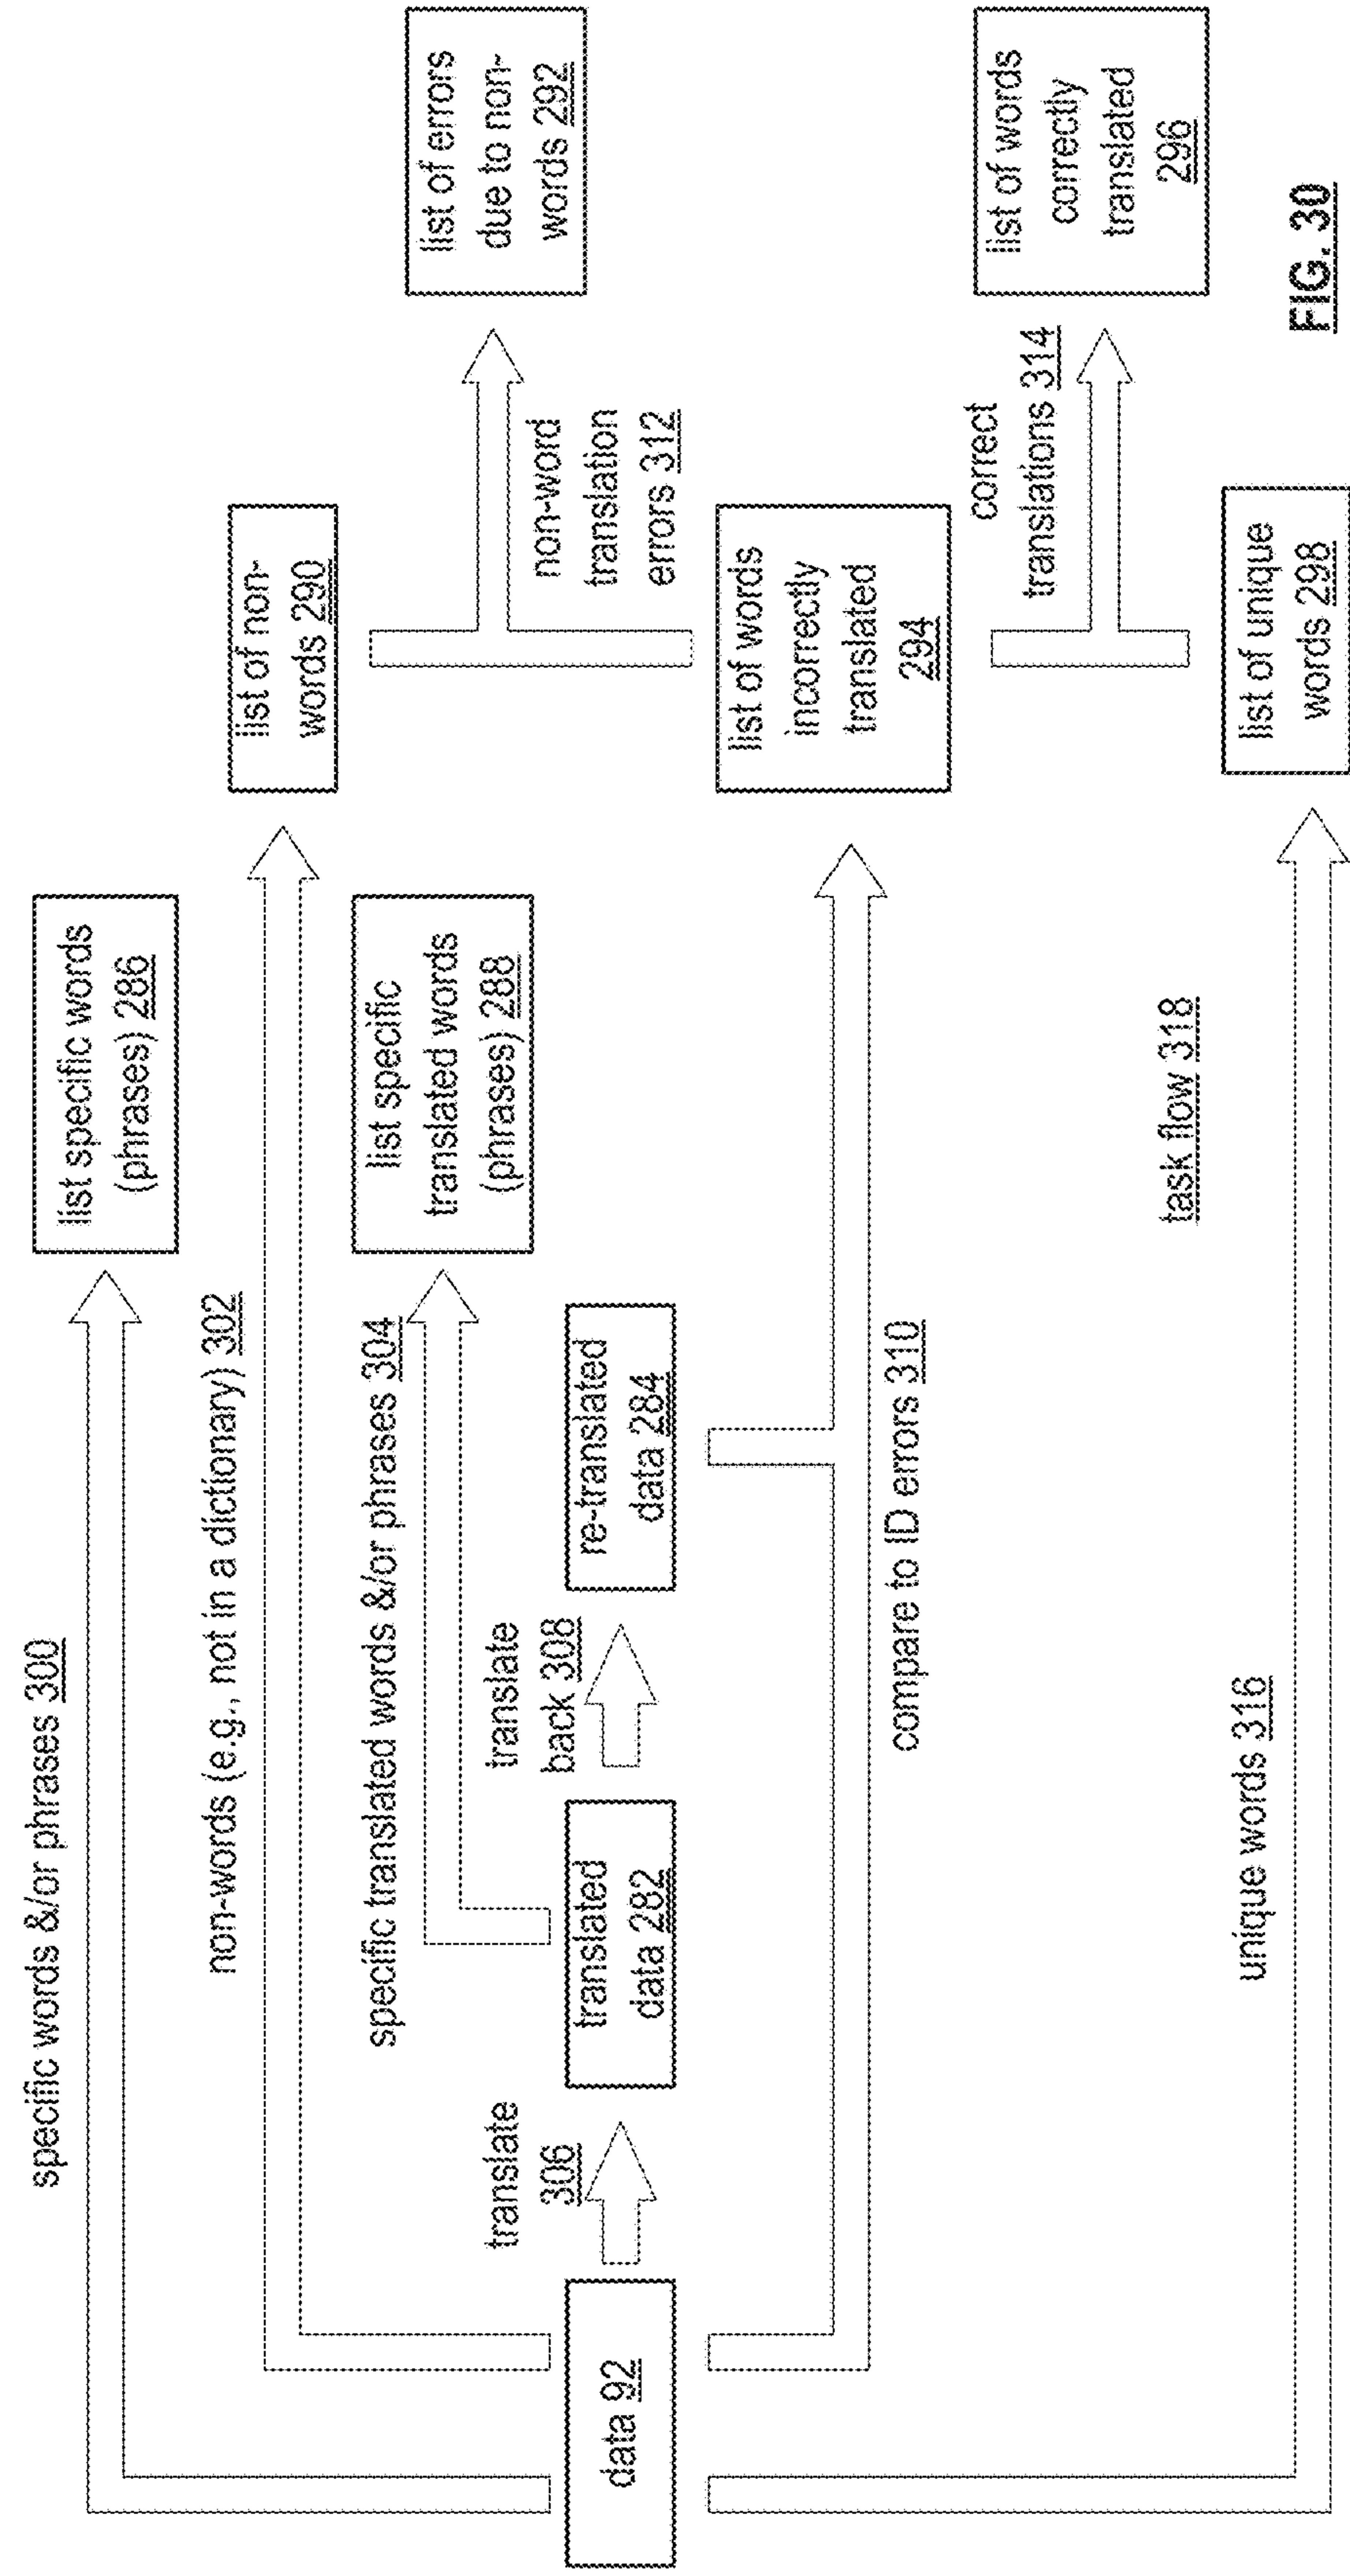 specific words &/or phrases 300
list specific words
(phrases) 286
non-words (e.g., not in a dictionary) 302
list of non-
words 290
specific translated words &/or phrases 304
list specific
translated words
(phrases) 288
list of errors
due to non-
words 292
non-word
translation
errors 312
translate
306
translate
back 308
data 92
translated
data 282
re-translated
data 284
list of words
incorrectly
translated
294
compare to ID errors 310
correct
translations 314
list of words
correctly
translated
296
task flow 318
unique words 316
list of unique
words 298
FIG. 30